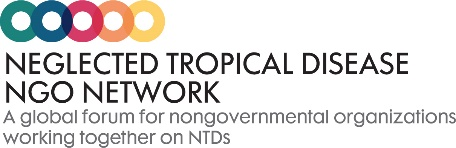 NEGLECTED TROPICAL DISEASE
NGO NETWORK
A global forum for nongovernmental organizations
working together on NTDs